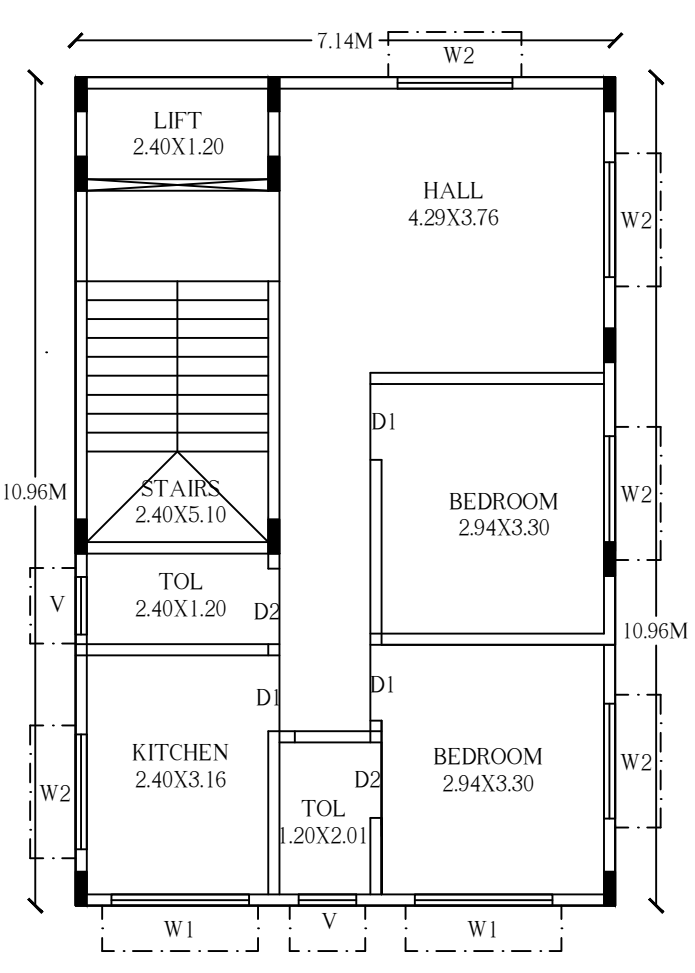 7.14M
W2
LIFT
2.40X1.20
HALL
4.29X3.76
W2
D1
STAIRS
2.40X5.10
10.96M
BEDROOM
2.94X3.30
W2
TOL
2.40X1.20
V
D2
10.96M
D1
D1
KITCHEN
2.40X3.16
W2
BEDROOM
2.94X3.30
W2
D2
TOL
1.20X2.01
W1
V
W1